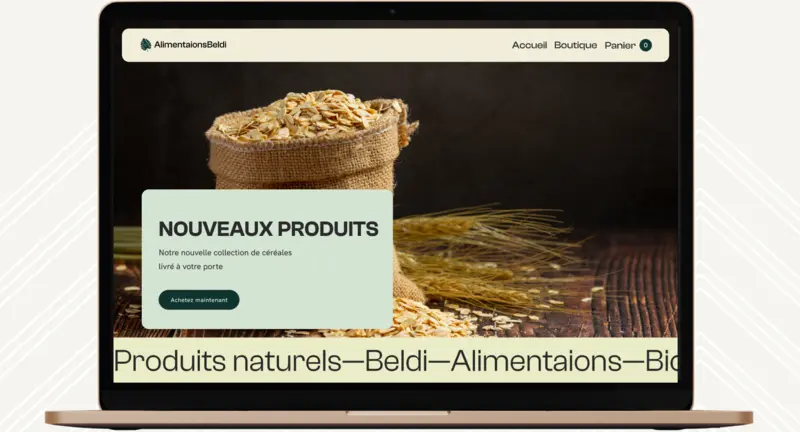 AlimentaionsBeldi
Accueil Boutique Panier 0
NOUVEAUX PRODUITS
Notre nouvelle collection de céréales
livré à votre porte
Achetez maintenant
Produits naturels—Beldi—Alimentaions—Bio